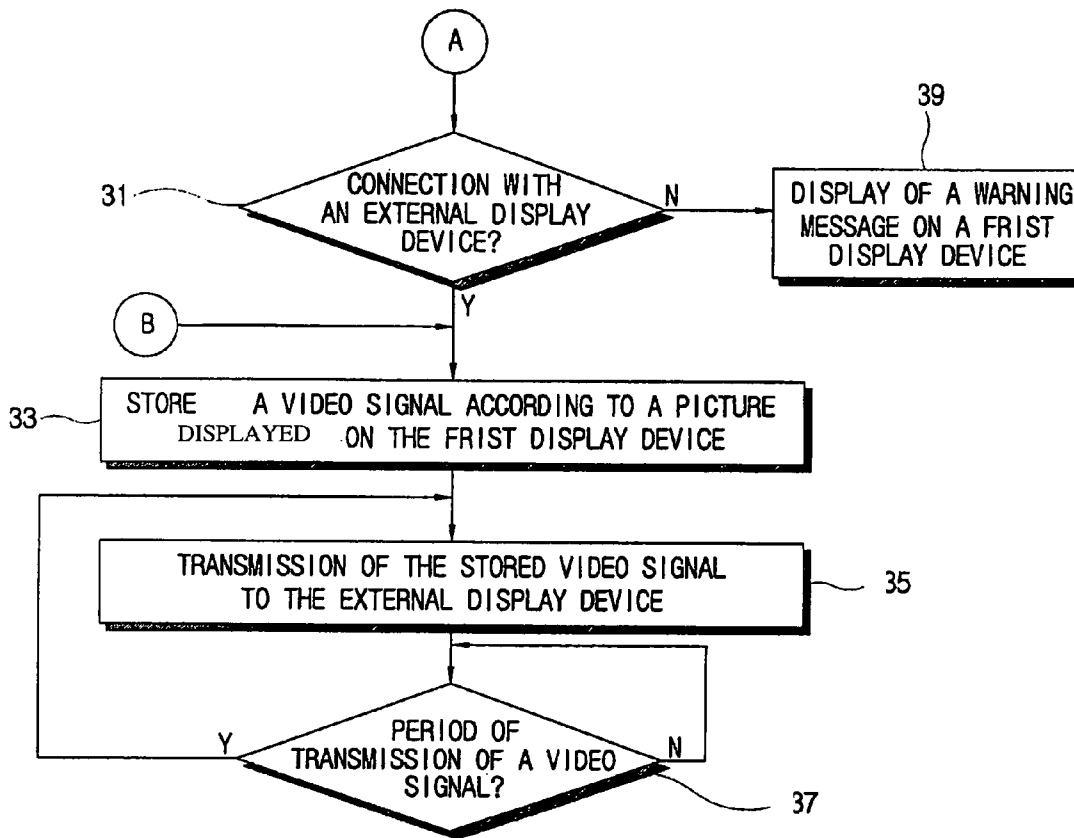 A
39
31
CONNECTION WITH
AN EXTERNAL DISPLAY
DEVICE?
N
DISPLAY OF A WARNING
MESSAGE ON A FRIST
DISPLAY DEVICE
Y
B
33
STORE A VIDEO SIGNAL ACCORDING TO A PICTURE
DISPLAYED ON THE FRIST DISPLAY DEVICE
TRANSMISSION OF THE STORED VIDEO SIGNAL
TO THE EXTERNAL DISPLAY DEVICE
35
Y
PERIOD OF
TRANSMISSION OF A VIDEO
SIGNAL?
N
37